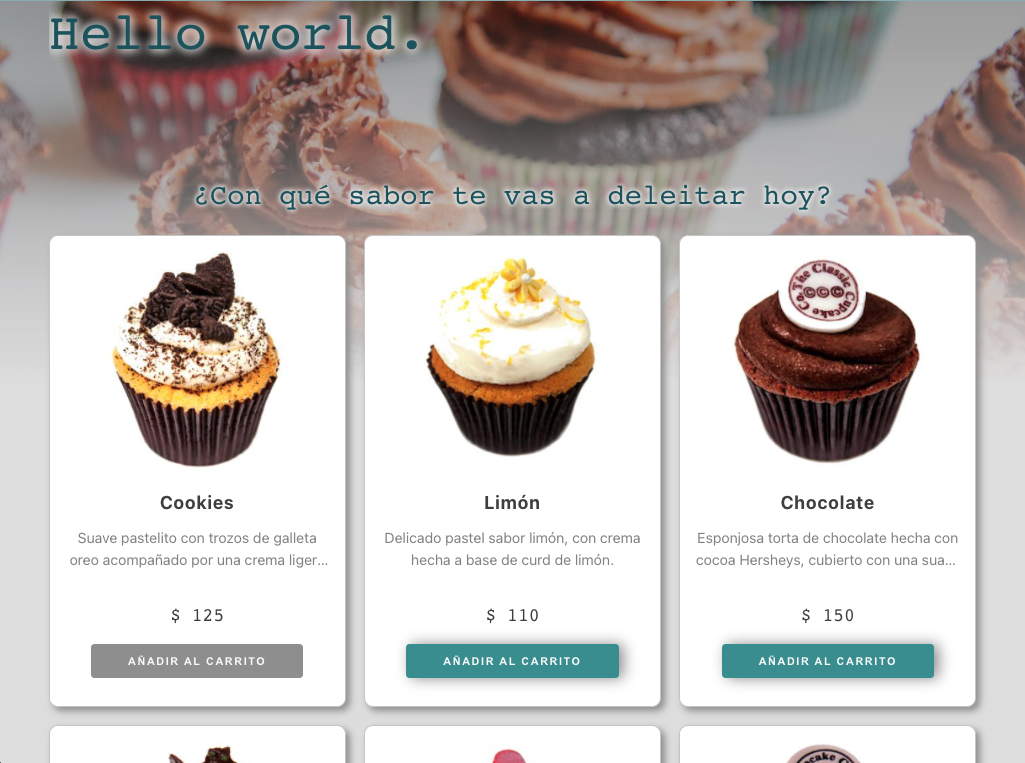 Hello world.
¿Con qué sabor te vas a deleitar hoy?
The Classic Cupcake Co
CCC
Cookies
Suave pastelito con trozos de galleta
oreo acompañado por una crema liger...
$ 125
AÑADIR AL CARRITO
Limón
Delicado pastel sabor limón, con crema
hecha a base de curd de limón.
$ 110
AÑADIR AL CARRITO
Chocolate
Esponjosa torta de chocolate hecha con
cocoa Hersheys, cubierto con una sua...
$ 150
AÑADIR AL CARRITO